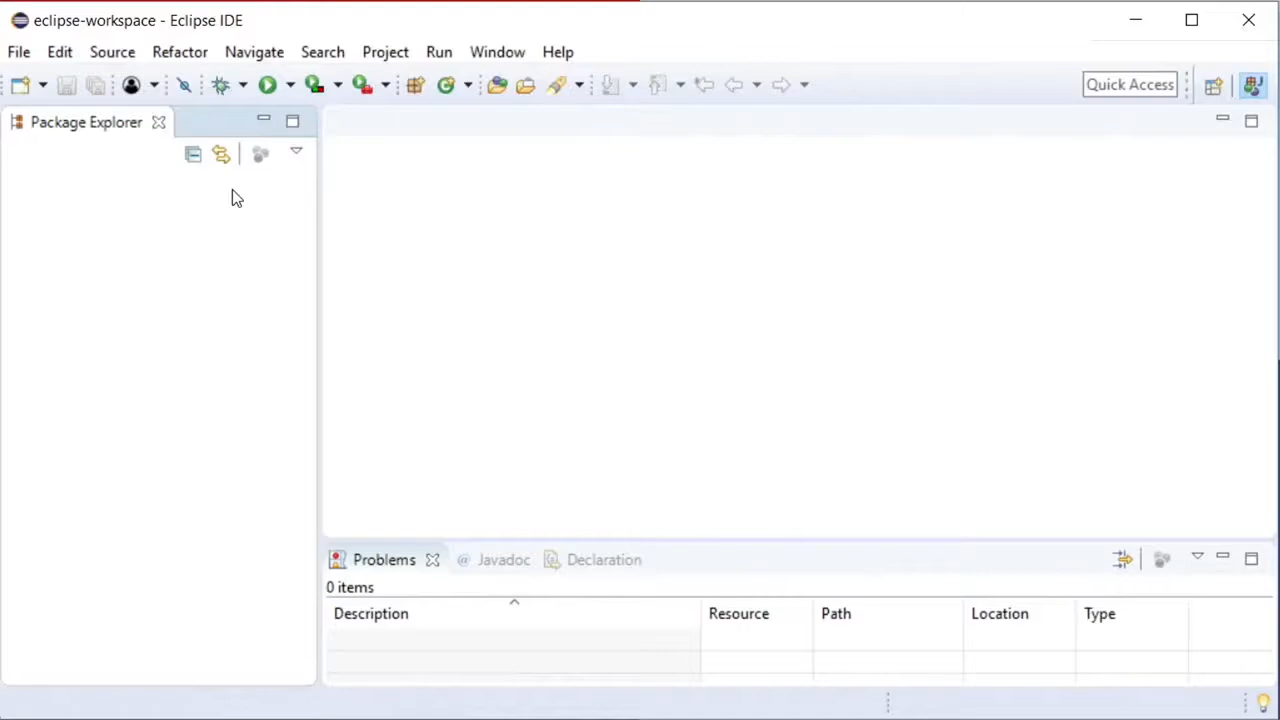 eclipse-workspace - Eclipse IDE
File Edit Source Refactor Navigate Search Project Run Window Help
Quick Access
Package Explorer
Problems @ Javadoc Declaration
0 items
Description Resource Path Location Type